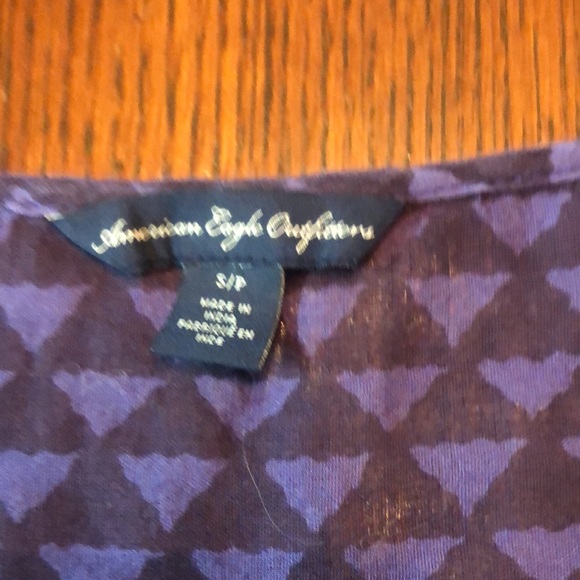 American Eagle Outfitters
S/P
MADE IN
INDIA
FABRIQUÉ EN
INDE